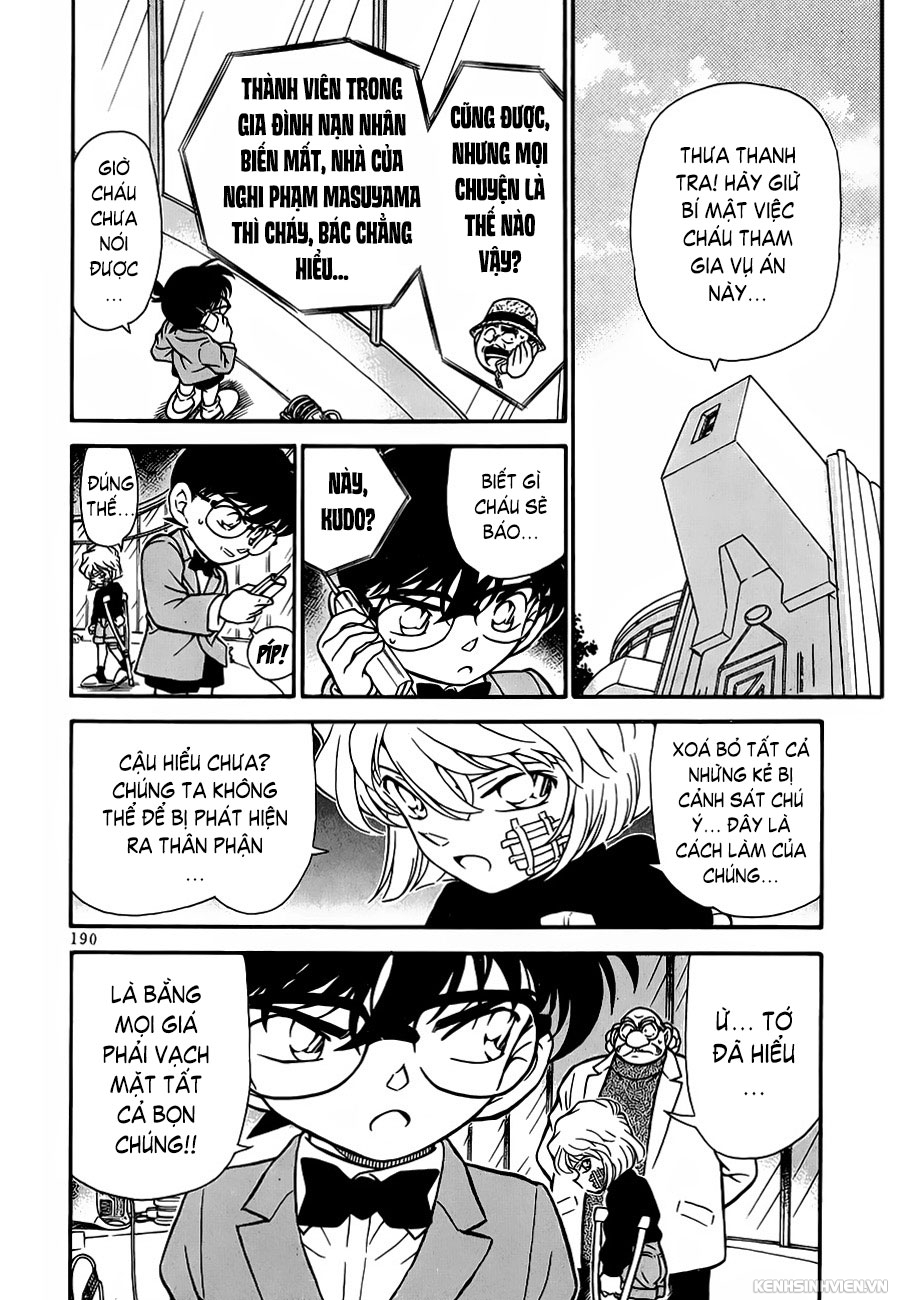 THƯA THANH
TRA! HÃY GIỮ
BÍ MẬT VIỆC
CHÁU THAM
GIA VỤ ÁN
NÀY...
CŨNG ĐƯỢC,
NHƯNG MỌI
CHUYỆN LÀ
THẾ NÀO
VẬY?
THÀNH VIÊN TRONG
GIA ĐÌNH NẠN NHÂN
BIẾN MẤT, NHÀ CỦA
NGHI PHẠM MASUYAMA
THÌ CHÁY, BÁC CHẲNG
HIỂU...
GIỜ
CHÁU
CHƯA
NÓI
ĐƯỢC
...
BIẾT GÌ
CHÁU SẼ
BÁO...
NÀY,
KUDO?
PÍP!
ĐÚNG
THẾ...
XOÁ BỎ TẤT CẢ
NHỮNG KẺ BỊ
CẢNH SÁT CHÚ
Ý... ĐÂY LÀ
CÁCH LÀM CỦA
CHÚNG...
CẬU HIỂU CHƯA?
CHÚNG TA KHÔNG
THỂ ĐỂ BỊ PHÁT HIỆN
RA THÂN PHẬN
...
190
Ừ... TỚ
ĐÃ HIỂU
...
LÀ BẰNG
MỌI GIÁ
PHẢI VẠCH
MẶT TẤT
CẢ BỌN
CHÚNG!!
KENHSINHVIEN.VN